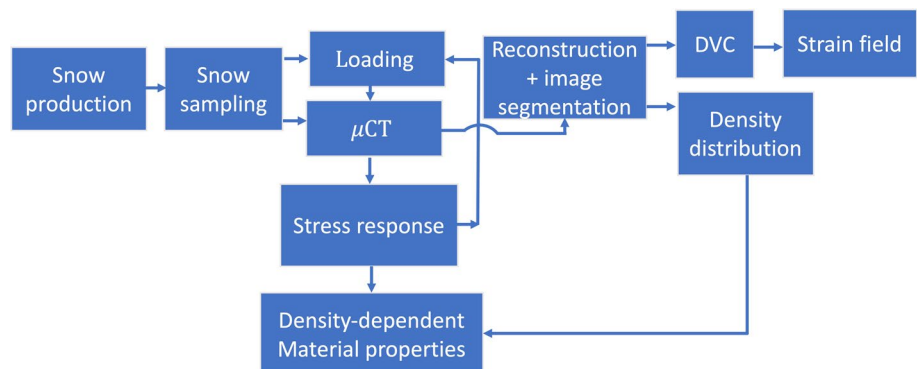 Snow
production
Snow
sampling
Loading
μCT
Stress response
Density-dependent
Material properties
Reconstruction
+ image
segmentation
DVC
Strain field
Density
distribution